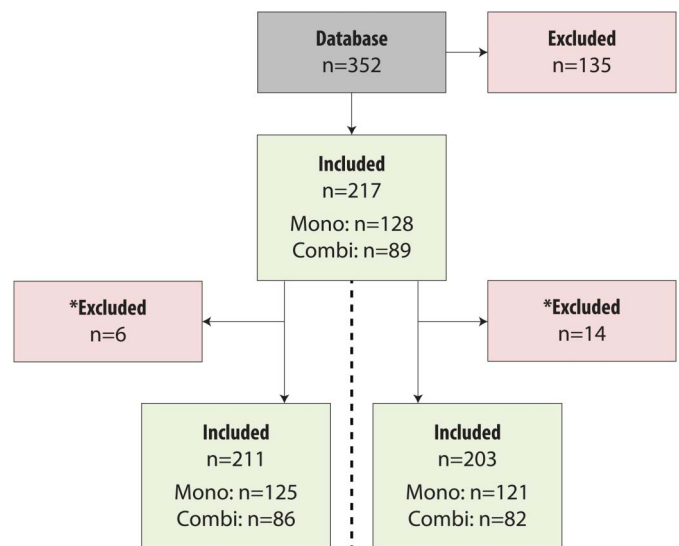 Database
n=352
Excluded
n=135
Included
n=217
Mono: n=128
Combi: n=89
*Excluded
n=6
*Excluded
n=14
Included
n=211
Mono: n=125
Combi: n=86
Included
n=203
Mono: n=121
Combi: n=82